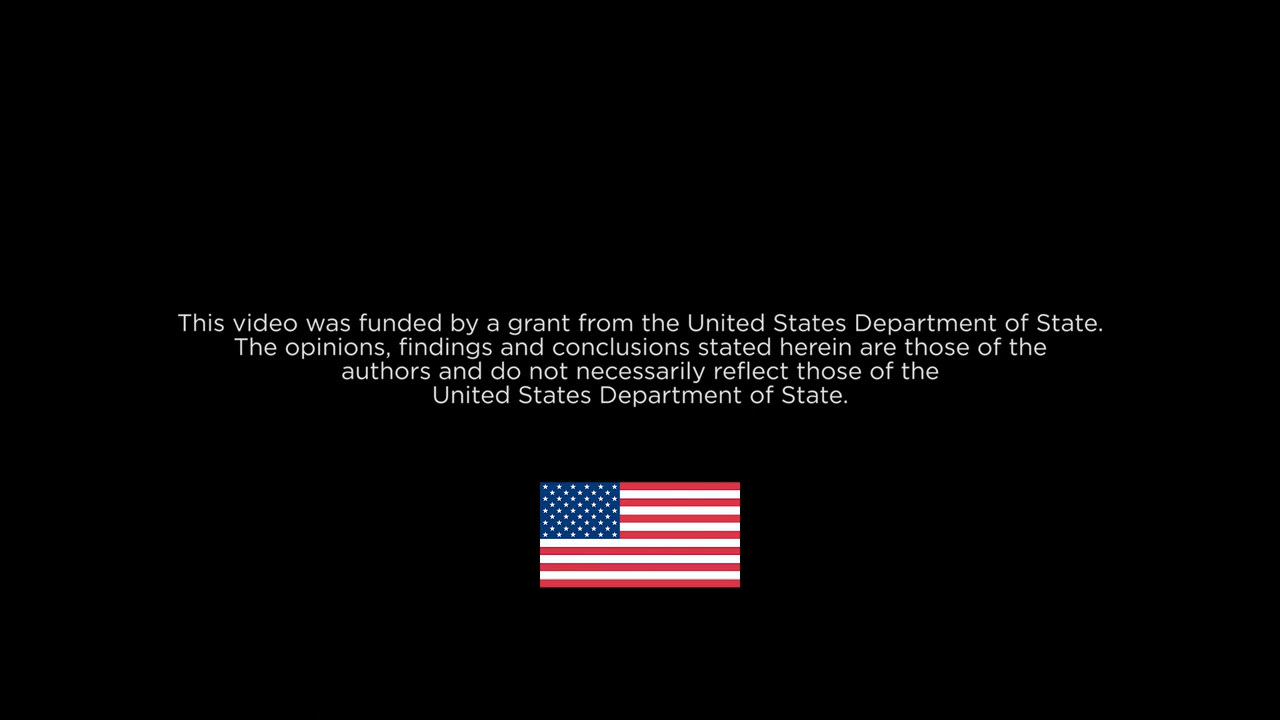 This video was funded by a grant from the United States Department of State.
The opinions, findings and conclusions stated herein are those of the
authors and do not necessarily reflect those of the
United States Department of State.